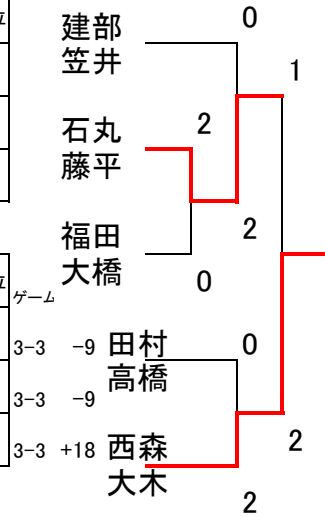 建部
笠井
0
1
石丸
藤平
2
福田
大橋
2
0
ゲーム
3-3 -9 田村
高橋
0
3-3 -9
3-3 +18 西森
大木
2
2